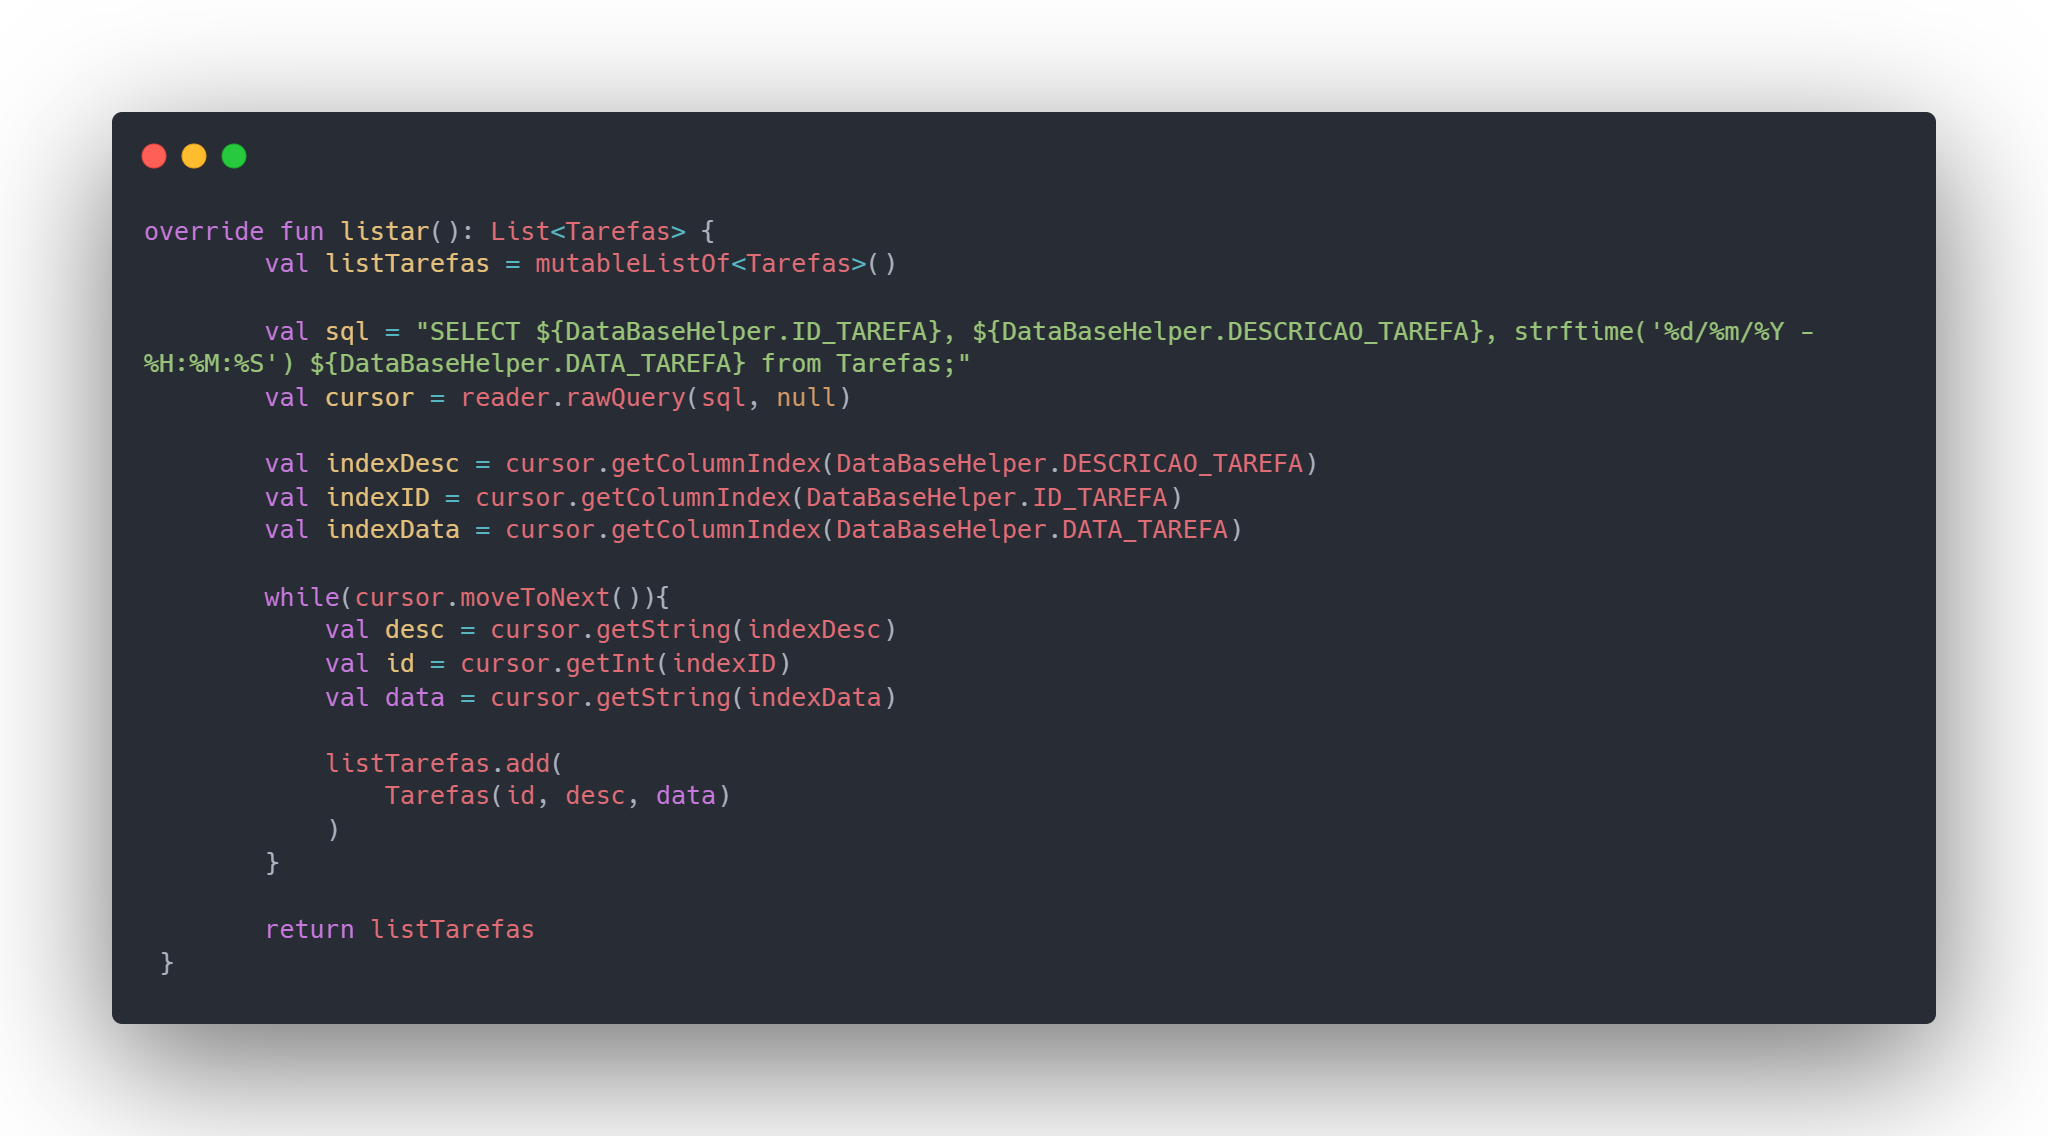 override fun listar(): List<Tarefas> {
        val listTarefas = mutableListOf<Tarefas>()

        val sql = "SELECT ${DataBaseHelper.ID_TAREFA}, ${DataBaseHelper.DESCRICAO_TAREFA}, strftime('%d/%m/%Y -
%H:%M:%S') ${DataBaseHelper.DATA_TAREFA} from Tarefas;"
        val cursor = reader.rawQuery(sql, null)

        val indexDesc = cursor.getColumnIndex(DataBaseHelper.DESCRICAO_TAREFA)
        val indexID = cursor.getColumnIndex(DataBaseHelper.ID_TAREFA)
        val indexData = cursor.getColumnIndex(DataBaseHelper.DATA_TAREFA)

        while(cursor.moveToNext()){
            val desc = cursor.getString(indexDesc)
            val id = cursor.getInt(indexID)
            val data = cursor.getString(indexData)

            listTarefas.add(
                Tarefas(id, desc, data)
            )
        }

        return listTarefas
 }